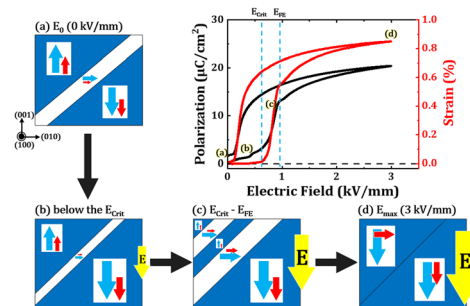 (a) E₀ (0 kV/mm)
(001)
(010)
(100)
E_Crit E_FE
Polarization (μC/cm²)
35
30
25
20
15
10
5
0
(d)
(c)
(b)
(a)
1.0
0.8
0.6
0.4
0.2
0.0
Strain (%)
0 1 2 3 4
Electric Field (kV/mm)
(b) below the E_Crit
E
(c) E_Crit - E_FE
E
(d) E_max (3 kV/mm)
E